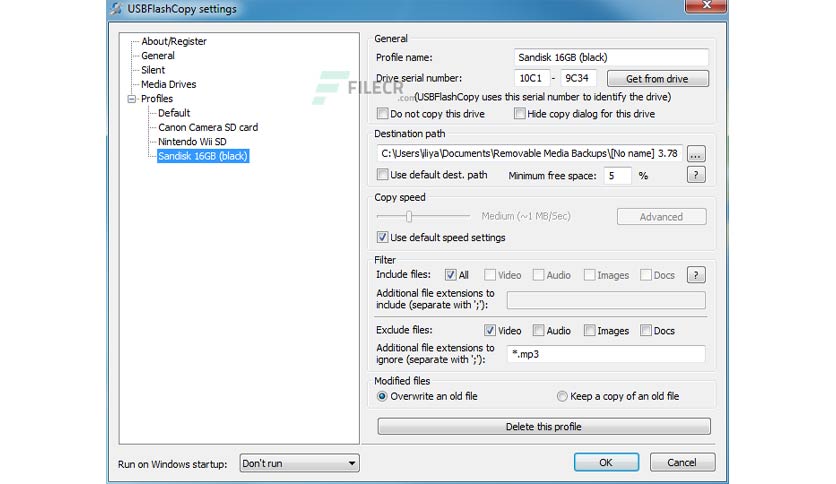 USBFlashCopy settings
About/Register
General
Silent
Media Drives
Profiles
Default
Canon Camera SD card
Nintendo Wii SD
Sandisk 16GB (black)
General
Profile name: Sandisk 16GB (black)
Drive serial number: 10C1 - 9C34 Get from drive
(USBFlashCopy uses this serial number to identify the drive)
Do not copy this drive Hide copy dialog for this drive
FILECR
.com
Destination path
C:\Users\iliya\Documents\Removable Media Backups\[No name] 3.78 ...
Use default dest. path Minimum free space: 5 % ?
Copy speed
Medium (~1 MB/Sec) Advanced
Use default speed settings
Filter
Include files: All Video Audio Images Docs ?
Additional file extensions to
include (separate with ';'):
Exclude files: Video Audio Images Docs
Additional file extensions to
ignore (separate with ';'): *.mp3
Modified files
Overwrite an old file Keep a copy of an old file
Delete this profile
Run on Windows startup: Don't run OK Cancel